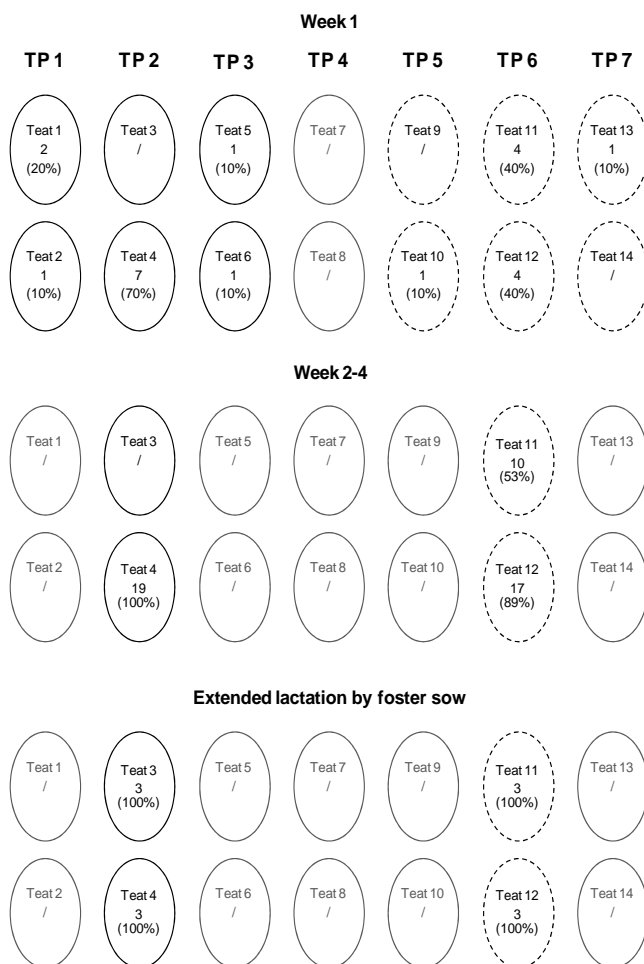 Week 1
TP 1 TP 2 TP 3 TP 4 TP 5 TP 6 TP 7
Teat 1 Teat 3 Teat 5 Teat 7 Teat 9 Teat 11 Teat 13
2 / 1 / / 4 1
(20%) (10%) (40%) (10%)
Teat 2 Teat 4 Teat 6 Teat 8 Teat 10 Teat 12 Teat 14
1 7 1 / 1 4 /
(10%) (70%) (10%) (10%) (40%)
Week 2-4
Teat 1 Teat 3 Teat 5 Teat 7 Teat 9 Teat 11 Teat 13
/ / / / / 10 /
(53%)
Teat 2 Teat 4 Teat 6 Teat 8 Teat 10 Teat 12 Teat 14
/ 19 / / / 17 /
(100%) (89%)
Extended lactation by foster sow
Teat 1 Teat 3 Teat 5 Teat 7 Teat 9 Teat 11 Teat 13
/ 3 / / / 3 /
(100%) (100%)
Teat 2 Teat 4 Teat 6 Teat 8 Teat 10 Teat 12 Teat 14
/ 3 / / / 3 /
(100%) (100%)